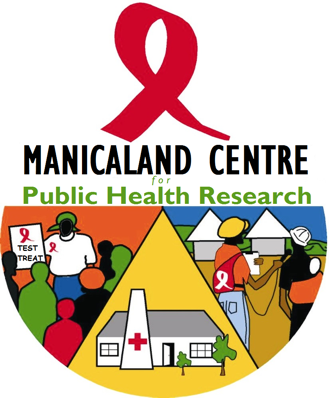 MANICALAND CENTRE
for
Public Health Research
TEST
TREAT